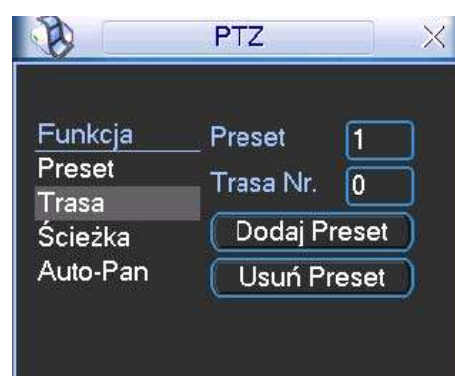 PTZ
Funkcja
Preset
Trasa
Ścieżka
Auto-Pan
Preset 1
Trasa Nr. 0
Dodaj Preset
Usuń Preset